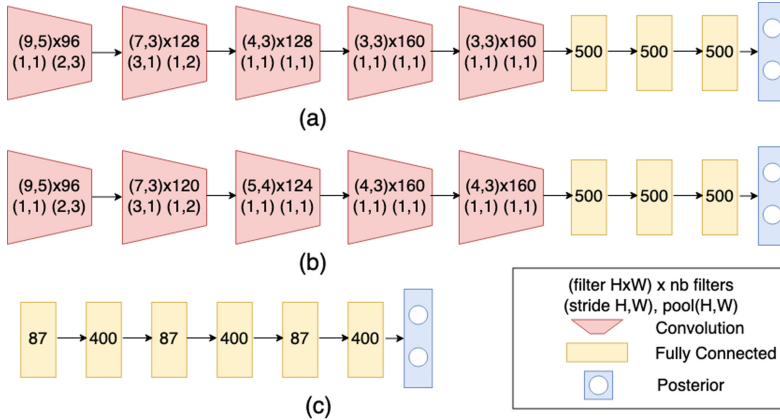 (9,5)x96
(1,1) (2,3)
(7,3)x128
(3,1) (1,2)
(4,3)x128
(1,1) (1,1)
(3,3)x160
(1,1) (1,1)
(3,3)x160
(1,1) (1,1)
500
500
500
(a)
(9,5)x96
(1,1) (2,3)
(7,3)x120
(3,1) (1,2)
(5,4)x124
(1,1) (1,1)
(4,3)x160
(1,1) (1,1)
(4,3)x160
(1,1) (1,1)
500
500
500
(b)
87
400
87
400
87
400
(c)
(filter HxW) x nb filters
(stride H,W), pool(H,W)
Convolution
Fully Connected
Posterior